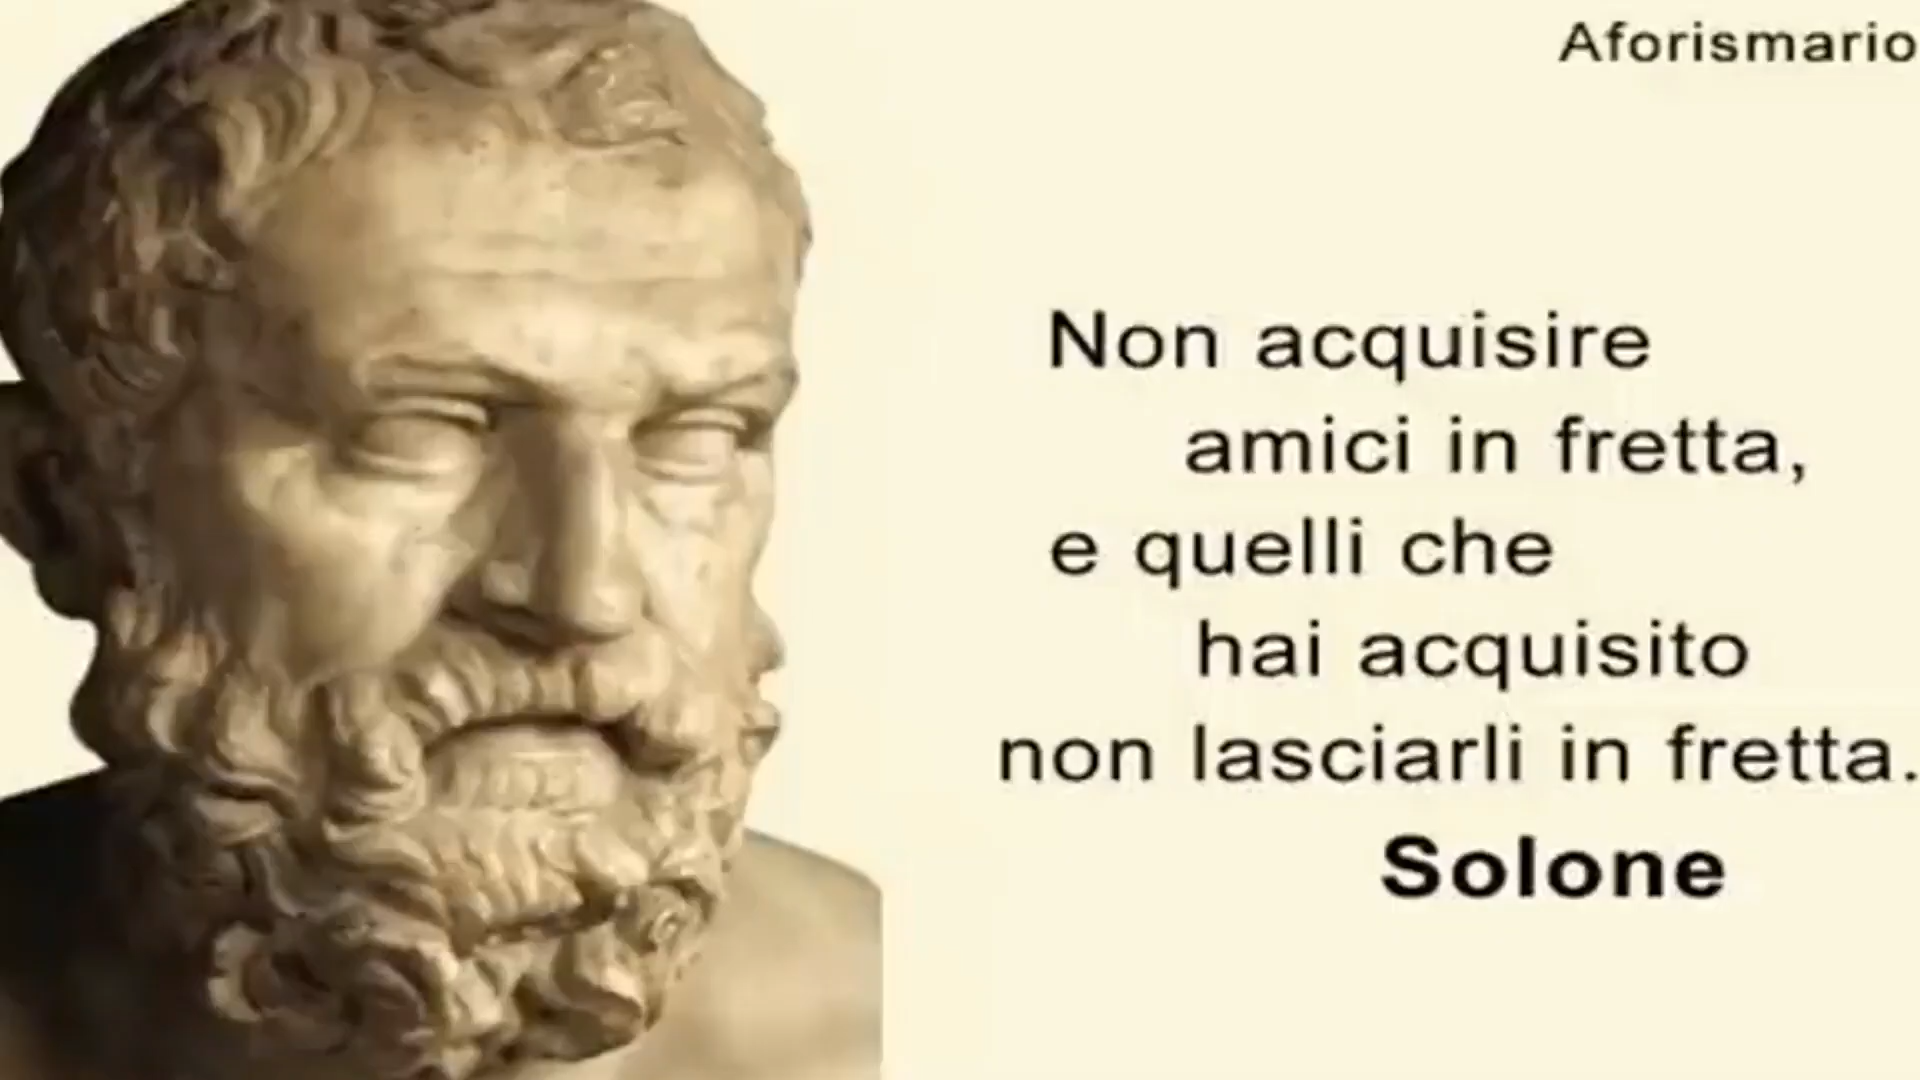 Aforismario
Non acquisire
amici in fretta,
e quelli che
hai acquisito
non lasciarli in fretta.
Solone